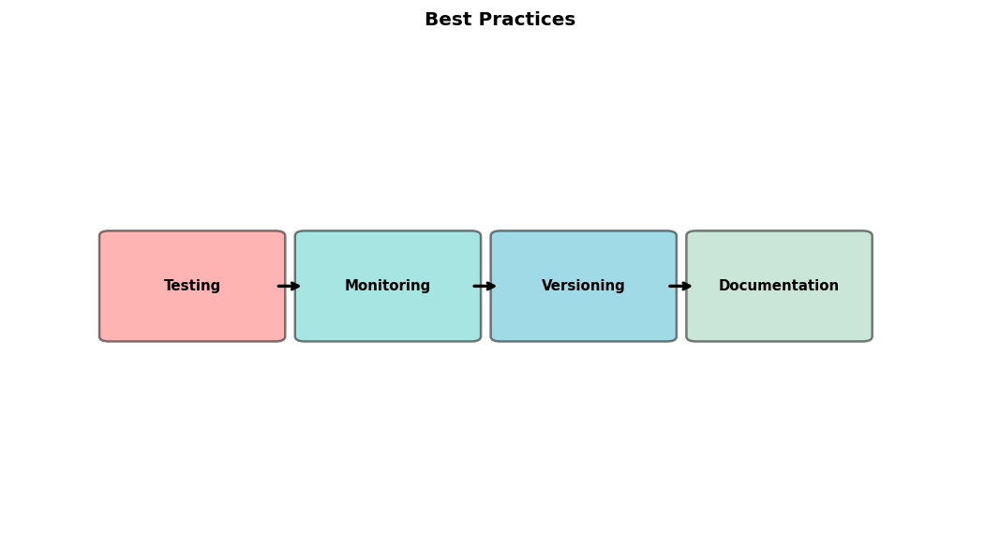 Best Practices
Testing
Monitoring
Versioning
Documentation